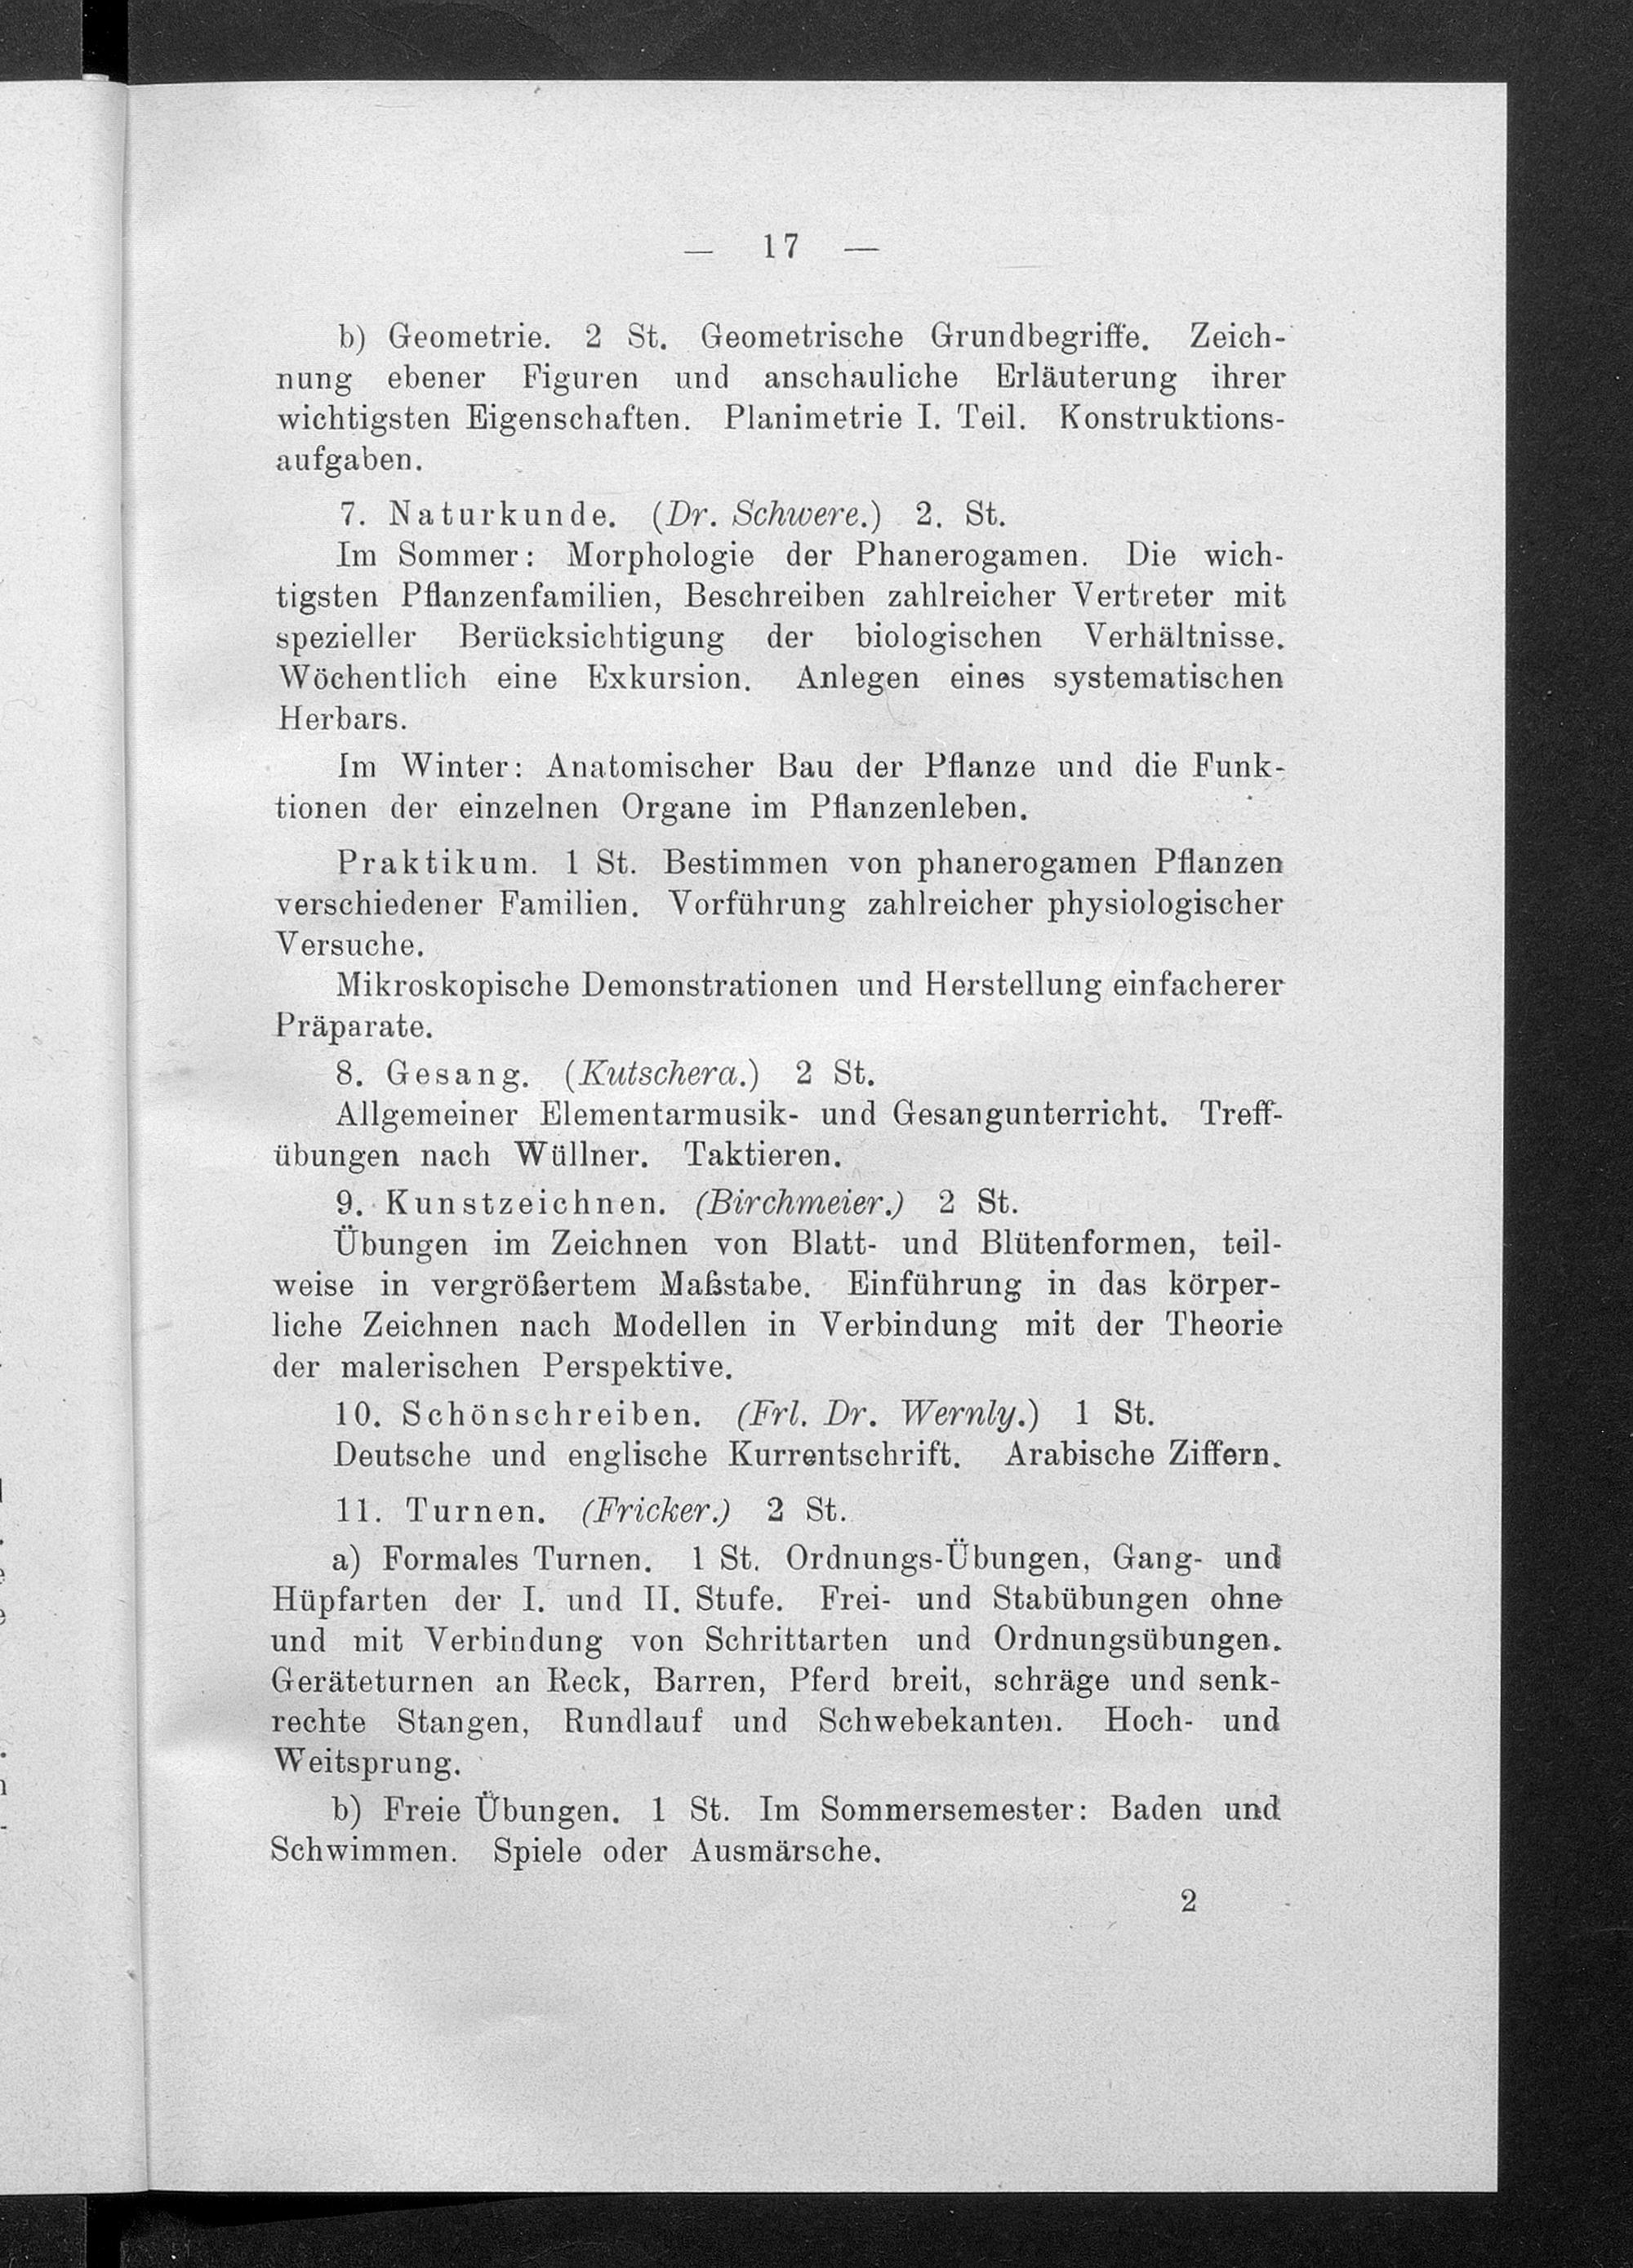 — 17 —
b) Geometrie. 2 St. Geometrische Grundbegriffe. Zeich-
nung ebener Figuren und anschauliche Erläuterung ihrer
wichtigsten Eigenschaften. Planimetrie I. Teil. Konstruktions-
aufgaben.
7. Naturkunde. (Dr. Schwere.) 2. St.
Im Sommer: Morphologie der Phanerogamen. Die wich-
tigsten Pflanzenfamilien, Beschreiben zahlreicher Vertreter mit
spezieller Berücksichtigung der biologischen Verhältnisse.
Wöchentlich eine Exkursion. Anlegen eines systematischen
Herbars.
Im Winter: Anatomischer Bau der Pflanze und die Funk-
tionen der einzelnen Organe im Pflanzenleben.
Praktikum. 1 St. Bestimmen von phanerogamen Pflanzen
verschiedener Familien. Vorführung zahlreicher physiologischer
Versuche.
Mikroskopische Demonstrationen und Herstellung einfacherer
Präparate.
8. Gesang. (Kutschera.) 2 St.
Allgemeiner Elementarmusik- und Gesangunterricht. Treff-
übungen nach Wüllner. Taktieren.
9. Kunstzeichnen. (Birchmeier.) 2 St.
Übungen im Zeichnen von Blatt- und Blütenformen, teil-
weise in vergrößertem Maßstabe. Einführung in das körper-
liche Zeichnen nach Modellen in Verbindung mit der Theorie
der malerischen Perspektive.
10. Schönschreiben. (Frl. Dr. Wernly.) 1 St.
Deutsche und englische Kurrentschrift. Arabische Ziffern.
11. Turnen. (Fricker.) 2 St.
a) Formales Turnen. 1 St. Ordnungs-Übungen, Gang- und
Hüpfarten der I. und II. Stufe. Frei- und Stabübungen ohne
und mit Verbindung von Schrittarten und Ordnungsübungen.
Geräteturnen an Reck, Barren, Pferd breit, schräge und senk-
rechte Stangen, Rundlauf und Schwebekanten. Hoch- und
Weitsprung.
b) Freie Übungen. 1 St. Im Sommersemester: Baden und
Schwimmen. Spiele oder Ausmärsche.
2